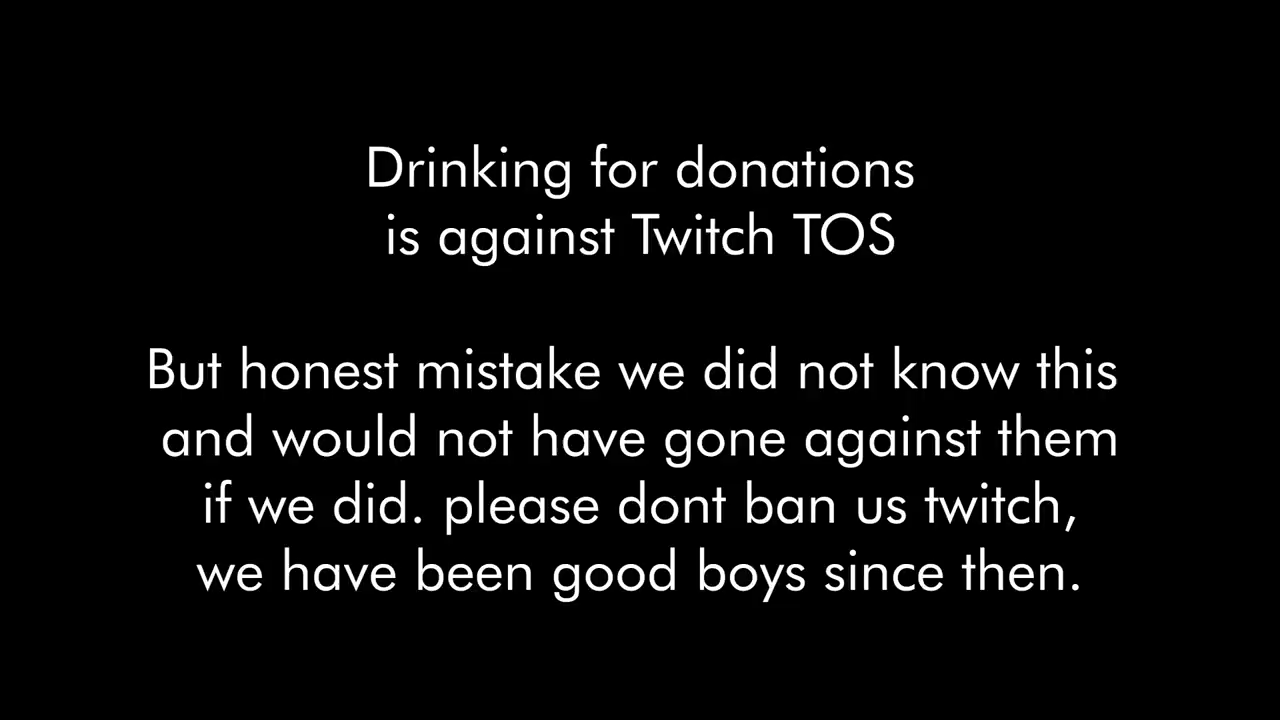 Drinking for donations
is against Twitch TOS
But honest mistake we did not know this
and would not have gone against them
if we did. please dont ban us twitch,
we have been good boys since then.